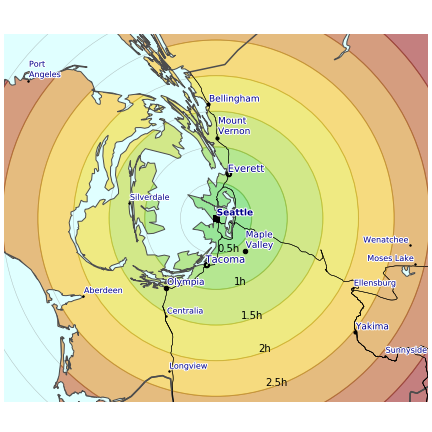 Port
Angeles
Bellingham
Mount
Vernon
Everett
Silverdale
Seattle
Maple
Valley
0.5h
Wenatchee
Tacoma
Moses Lake
Olympia
1h
Ellensburg
Aberdeen
Centralia
1.5h
Yakima
2h
Sunnyside
Longview
2.5h